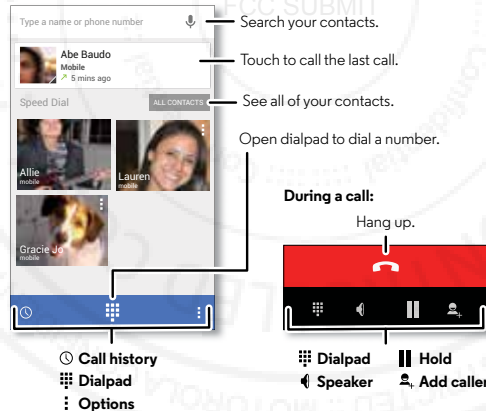 FCC SUBMIT
Type a name or phone number
Search your contacts.
Abe Baudo
Mobile
5 mins ago
Touch to call the last call.
Speed Dial
ALL CONTACTS
See all of your contacts.
Open dialpad to dial a number.
Allie
mobile
Lauren
mobile
Gracie Jo
mobile
During a call:
Hang up.
Call history
Dialpad
Options
Dialpad
Hold
Speaker
Add caller